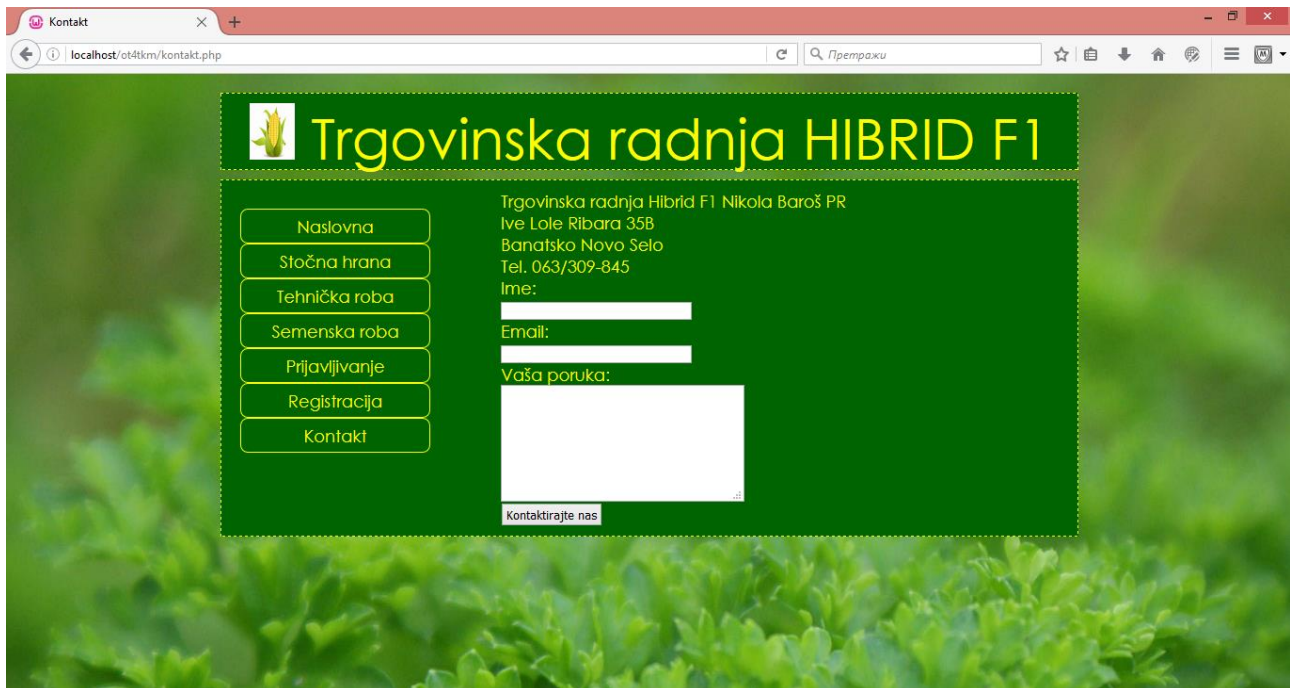 Kontakt
localhost/ot4tkm/kontakt.php
Претражи
Trgovinska radnja HIBRID F1
Naslovna
Stočna hrana
Tehnička roba
Semenska roba
Prijavljivanje
Registracija
Kontakt
Trgovinska radnja Hibrid F1 Nikola Baroš PR
Ive Lole Ribara 35B
Banatsko Novo Selo
Tel. 063/309-845
Ime:
Email:
Vaša poruka:
Kontaktirajte nas